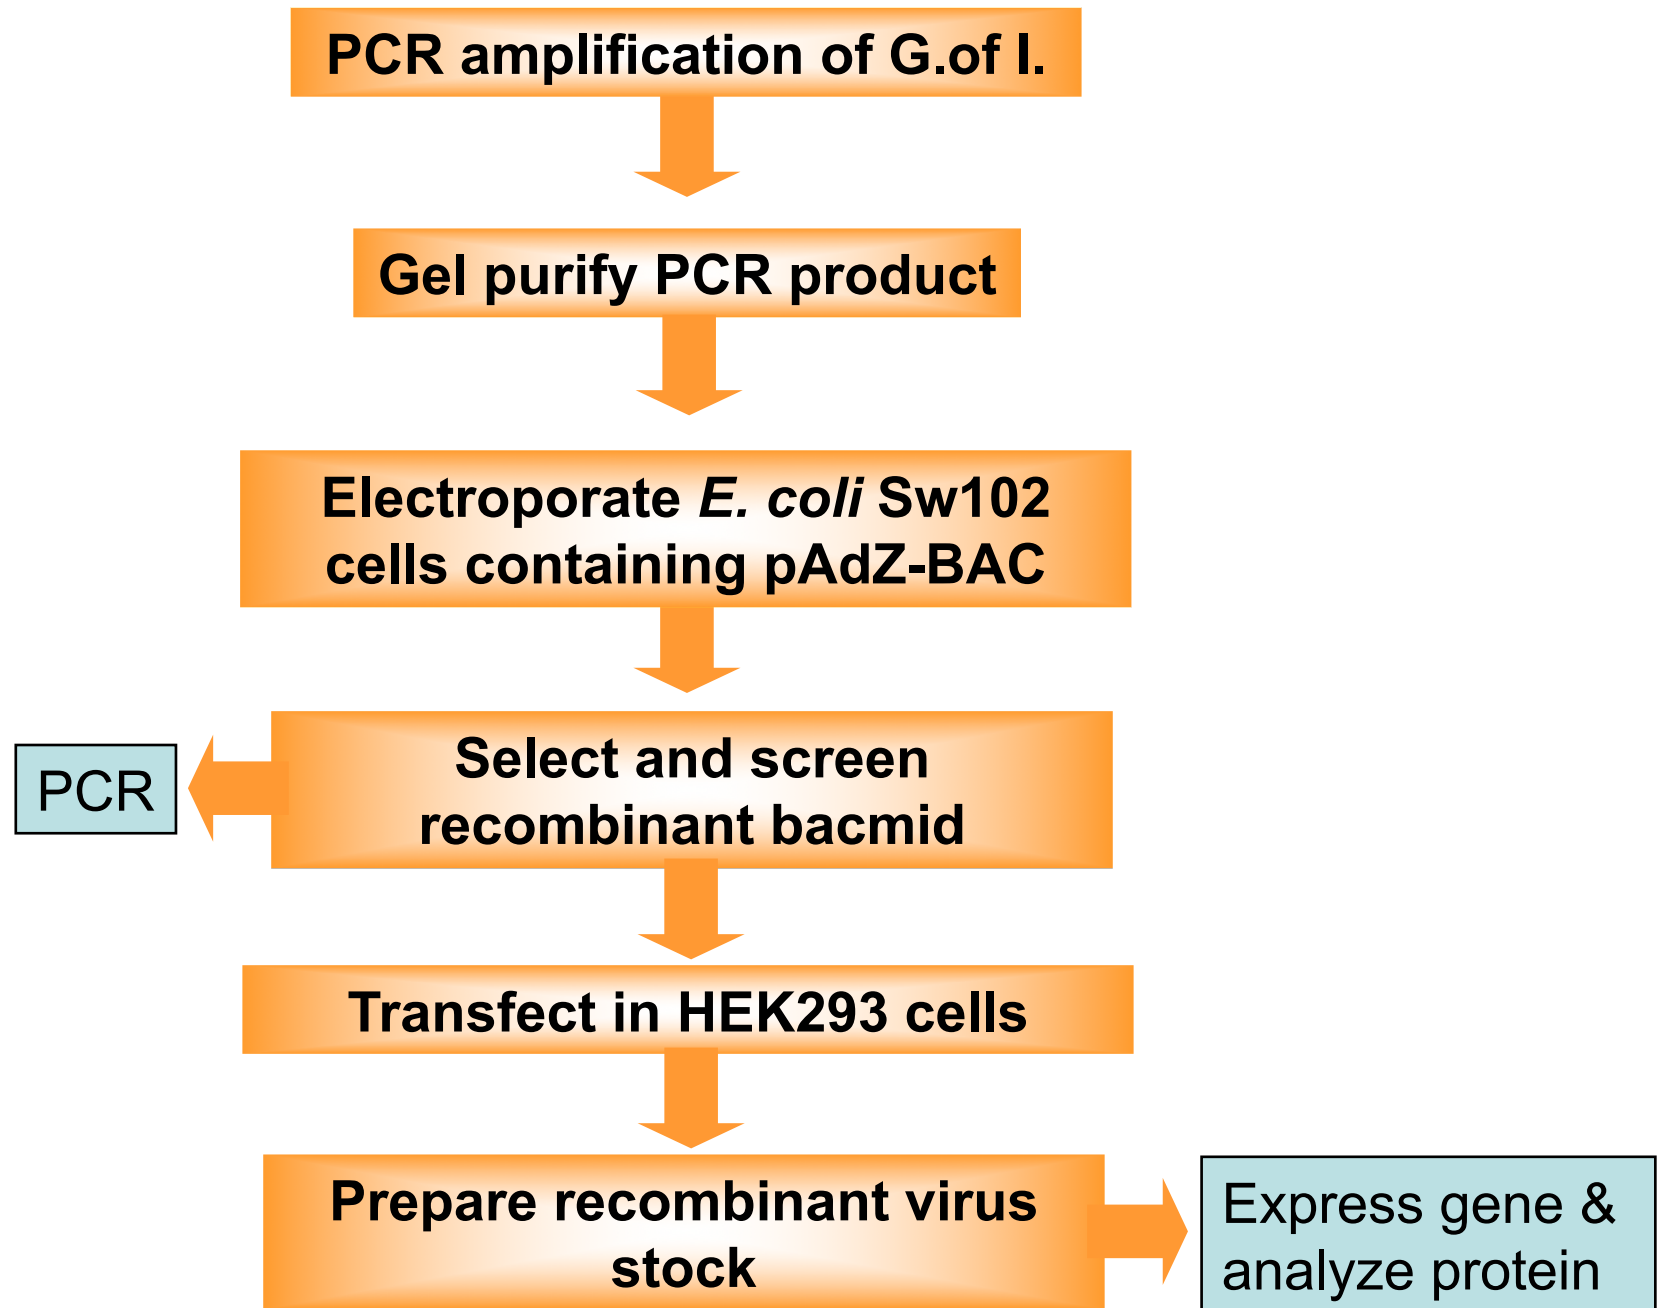 PCR amplification of G.of I.
Gel purify PCR product
Electroporate E. coli Sw102
cells containing pAdZ-BAC
PCR
Select and screen
recombinant bacmid
Transfect in HEK293 cells
Prepare recombinant virus
stock
Express gene &
analyze protein